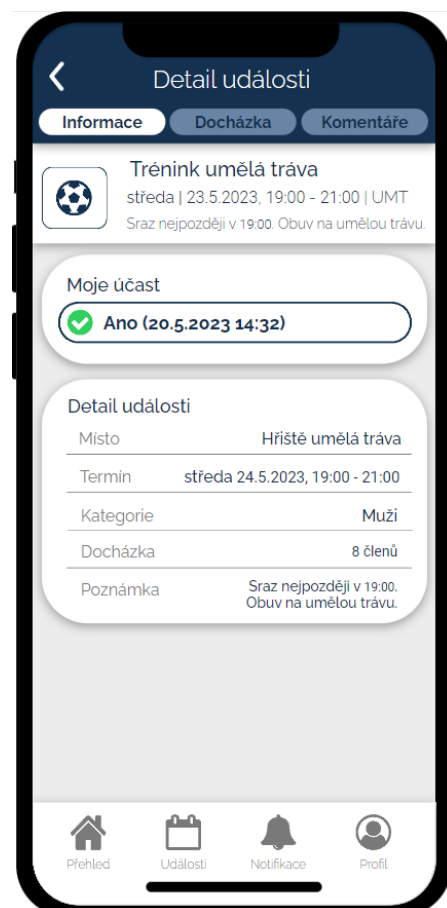 Detail události
Informace Docházka Komentáře
Trénink umělá tráva
středa | 23.5.2023, 19:00 - 21:00 | UMT
Sraz nejpozději v 19:00. Obuv na umělou trávu.
Moje účast
Ano (20.5.2023 14:32)
Detail události
Místo Hřiště umělá tráva
Termín středa 24.5.2023, 19:00 - 21:00
Kategorie Muži
Docházka 8 členů
Poznámka Sraz nejpozději v 19:00.
Obuv na umělou trávu.
Přehled Události Notifikace Profil